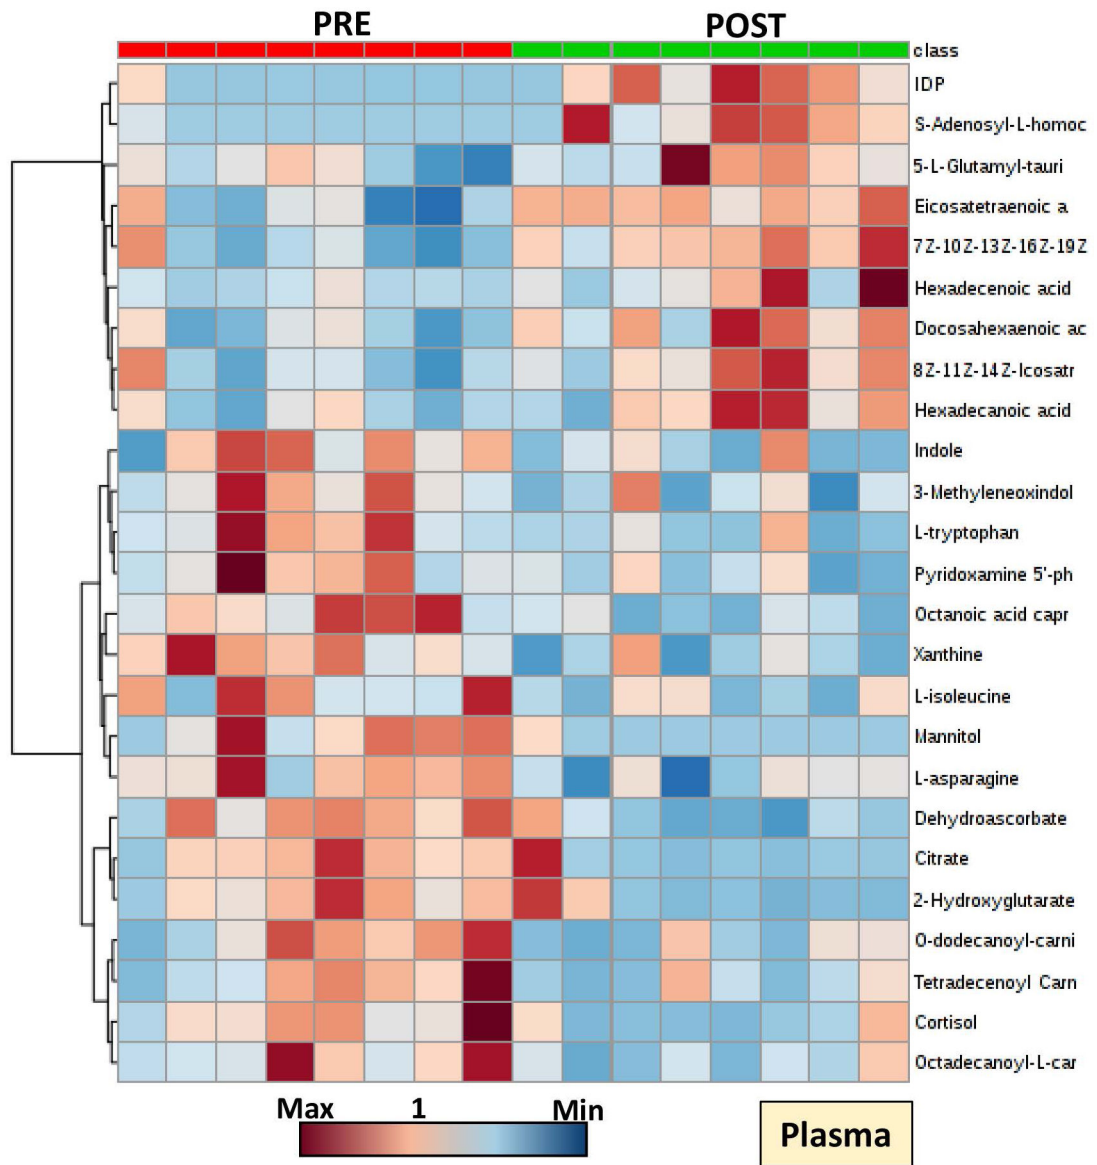 PRE POST
class
IDP
S-Adenosyl-L-homoc
5-L-Glutamyl-tauri
Eicosatetraenoic a
7Z-10Z-13Z-16Z-19Z
Hexadecenoic acid
Docosahexaenoic ac
8Z-11Z-14Z-Icosatr
Hexadecanoic acid
Indole
3-Methyleneoxindol
L-tryptophan
Pyridoxamine 5'-ph
Octanoic acid capr
Xanthine
L-isoleucine
Mannitol
L-asparagine
Dehydroascorbate
Citrate
2-Hydroxyglutarate
O-dodecanoyl-carni
Tetradecenoyl Carn
Cortisol
Octadecanoyl-L-car
Max 1 Min
Plasma